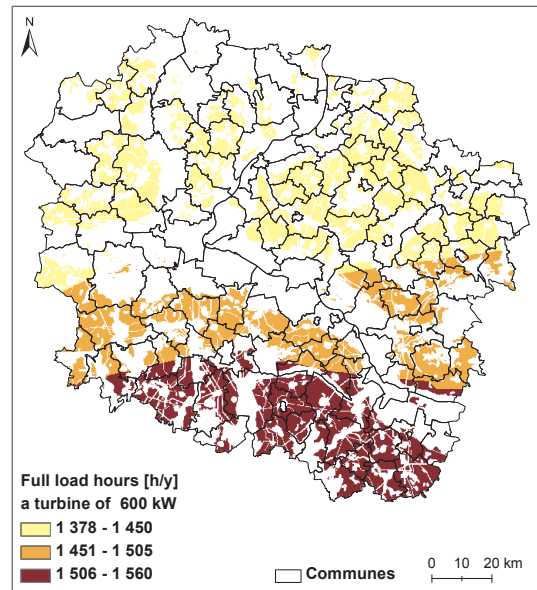 N
Full load hours [h/y]
a turbine of 600 kW
1 378 - 1 450
1 451 - 1 505
1 506 - 1 560
Communes
0 10 20 km